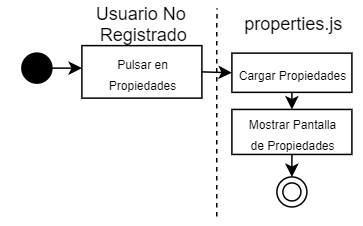 Usuario No
Registrado
properties.js
Pulsar en
Propiedades
Cargar Propiedades
Mostrar Pantalla
de Propiedades